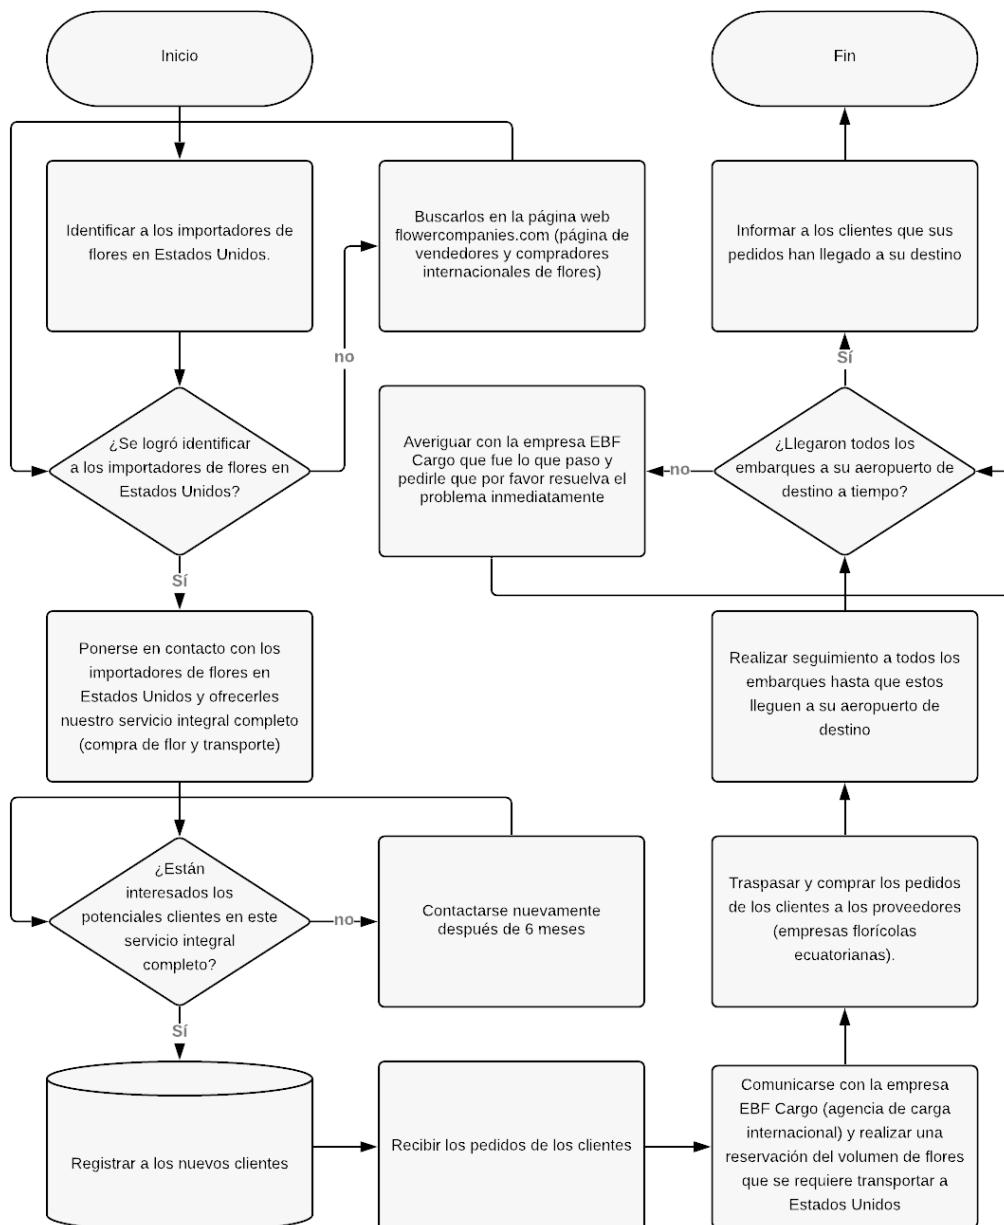 Inicio
Identificar a los importadores de
flores en Estados Unidos.
Buscarlos en la página web
flowercompanies.com (página de
vendedores y compradores
internacionales de flores)
no
¿Se logró identificar
a los importadores de flores en
Estados Unidos?
Sí
Ponerse en contacto con los
importadores de flores en
Estados Unidos y ofrecerles
nuestro servicio integral completo
(compra de flor y transporte)
¿Están
interesados los
potenciales clientes en este
servicio integral
completo?
no
Contactarse nuevamente
después de 6 meses
Sí
Registrar a los nuevos clientes
Recibir los pedidos de los clientes
Comunicarse con la empresa
EBF Cargo (agencia de carga
internacional) y realizar una
reservación del volumen de flores
que se requiere transportar a
Estados Unidos
Traspasar y comprar los pedidos
de los clientes a los proveedores
(empresas florícolas
ecuatorianas).
Realizar seguimiento a todos los
embarques hasta que estos
lleguen a su aeropuerto de
destino
¿Llegaron todos los
embarques a su aeropuerto de
destino a tiempo?
no
Averiguar con la empresa EBF
Cargo que fue lo que paso y
pedirle que por favor resuelva el
problema inmediatamente
Sí
Informar a los clientes que sus
pedidos han llegado a su destino
Fin